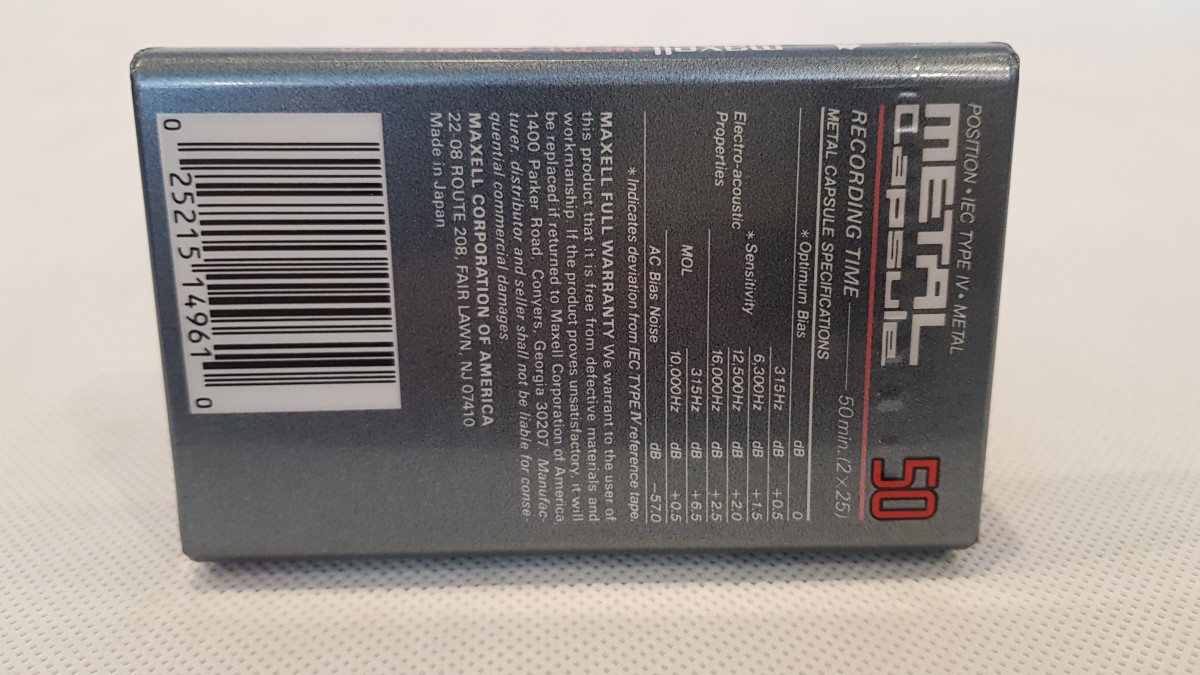 maxell METAL CAPSULE 50
POSITION • IEC TYPE IV • METAL
METAL
Capsule 50
RECORDING TIME 50min.(2×25)
METAL CAPSULE SPECIFICATIONS
*Optimum Bias dB 0
315Hz dB +0.5
*Sensitivity 6,300Hz dB +1.5
Electro-acoustic 12,500Hz dB +2.0
Properties 16,000Hz dB +2.5
MOL 315Hz dB +6.5
10,000Hz dB +0.5
AC Bias Noise dB −57.0
*Indicates deviation from IEC TYPE IV reference tape.
MAXELL FULL WARRANTY We warrant to the user of
this product that it is free from defective materials and
workmanship. If the product proves unsatisfactory, it will
be replaced if returned to Maxell Corporation of America,
1400 Parker Road, Conyers, Georgia 30207. Manufac-
turer, distributor and seller shall not be liable for conse-
quential commercial damages.
MAXELL CORPORATION OF AMERICA
22-08 ROUTE 208, FAIR LAWN, NJ 07410
Made in Japan
0 25215 14961 0